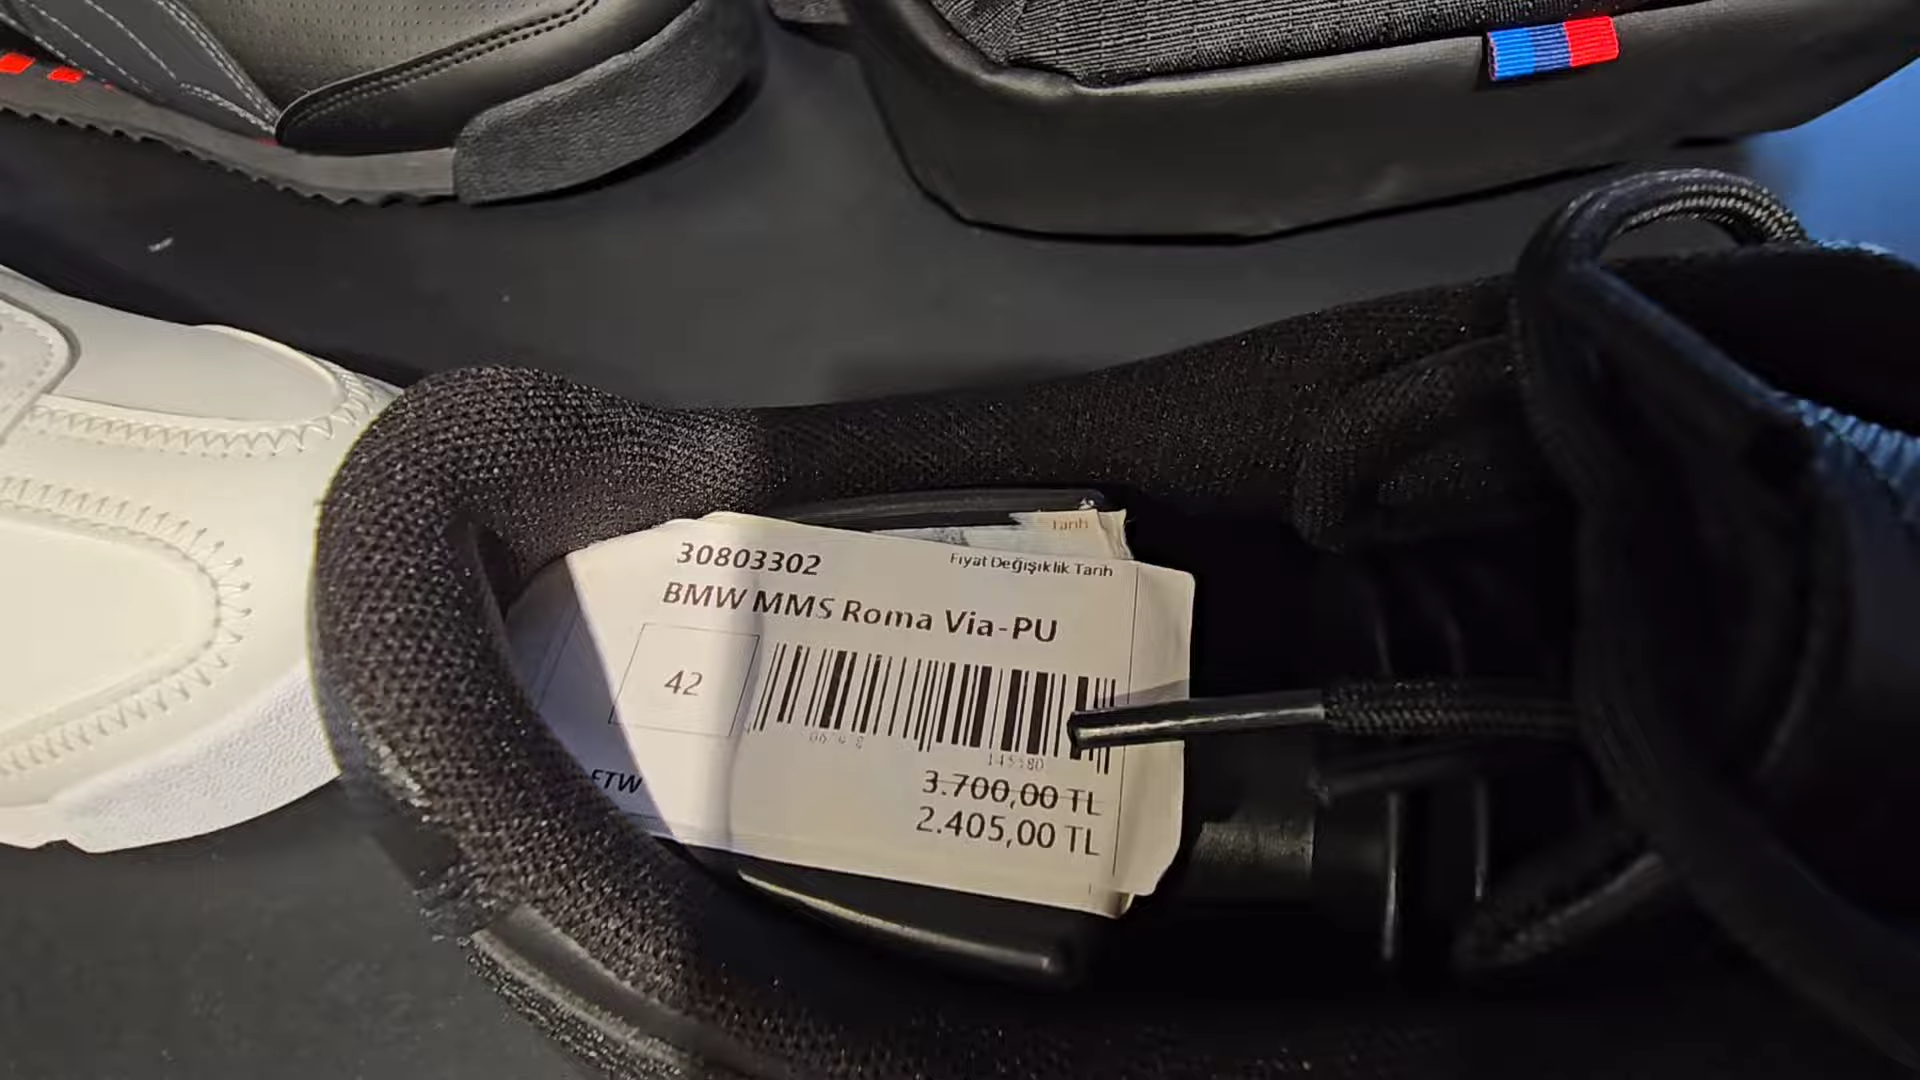 Tarih
30803302
Fiyat Değişiklik Tarih
BMW MMS Roma Via-PU
42
FTW
3.700,00 TL
2.405,00 TL